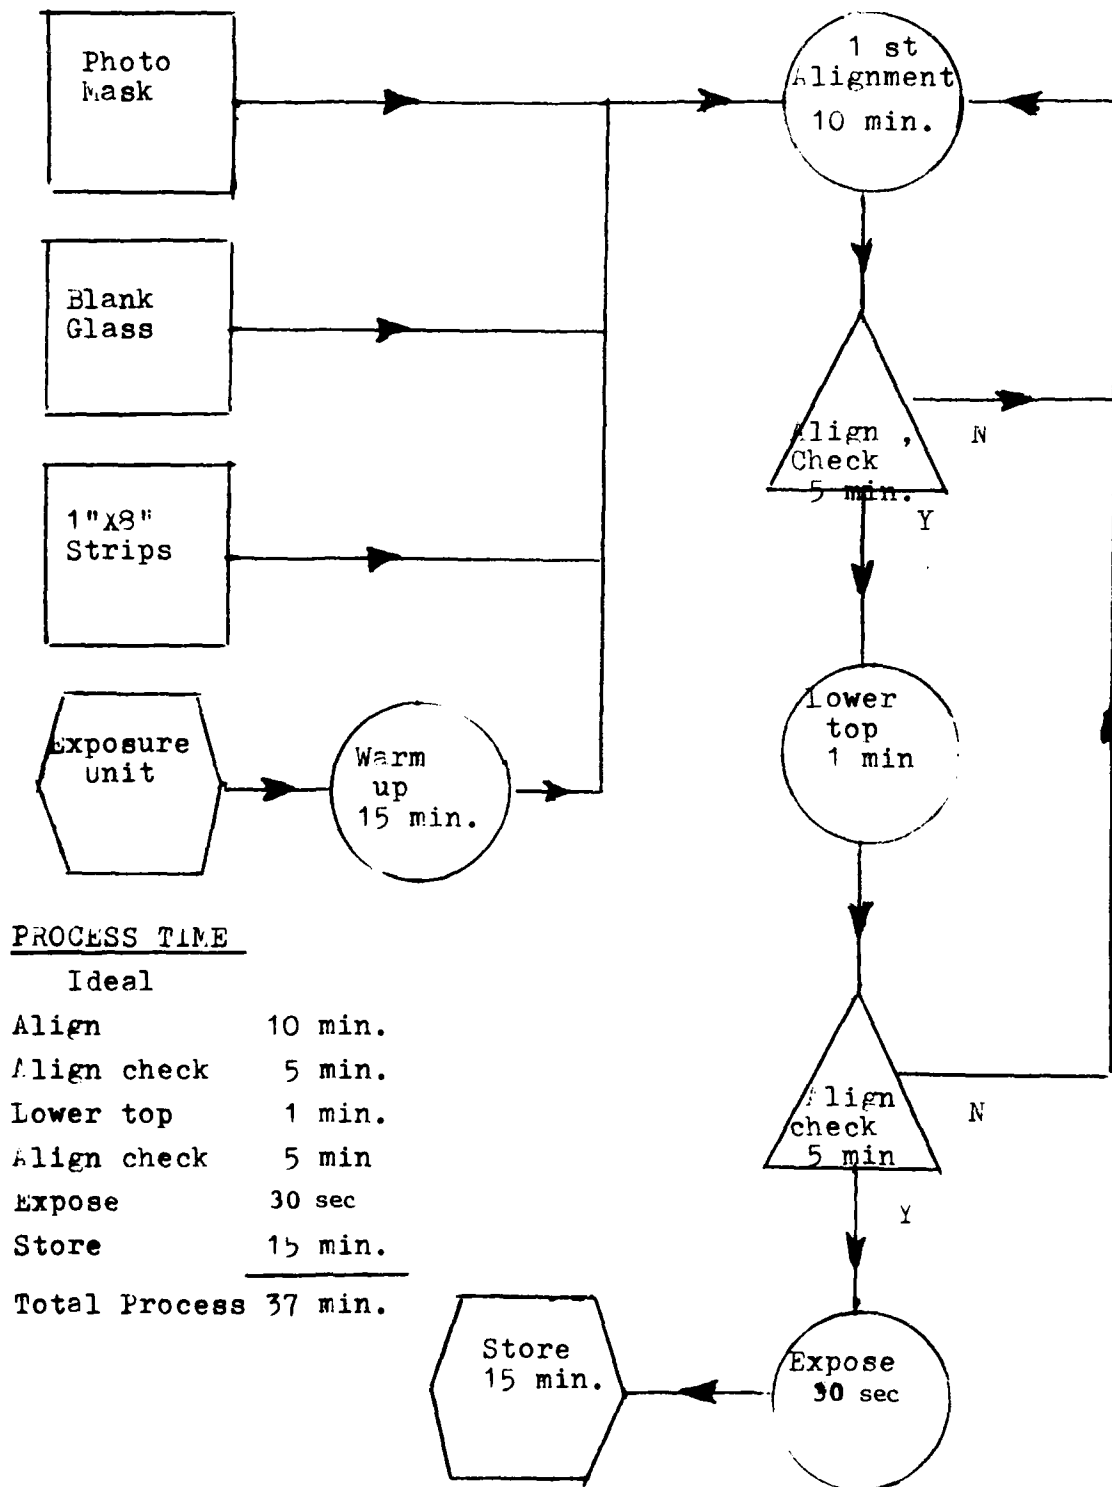 Photo
Mask
1 st
Alignment
10 min.
Blank
Glass
Align
Check
5 min.
N
Y
1"X8"
Strips
Exposure
unit
Warm
up
15 min.
Lower
top
1 min
Align
check
5 min
N
Y
PROCESS TIME
Ideal
Align 10 min.
Align check 5 min.
Lower top 1 min.
Align check 5 min
Expose 30 sec
Store 15 min.
Total Process 37 min.
Store
15 min.
Expose
30 sec